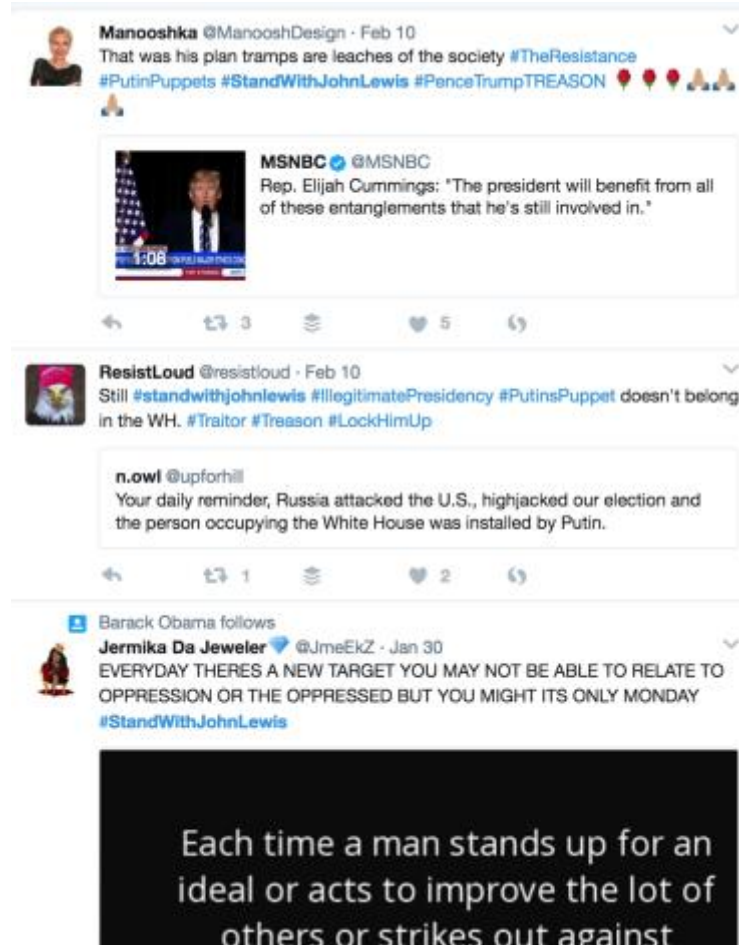 Manooshka @ManooshDesign · Feb 10
That was his plan tramps are leaches of the society #TheResistance
#PutinPuppets #StandWithJohnLewis #PenceTrumpTREASON 🌹🌹🌹🙏🏼🙏🏼
🙏🏼
MSNBC @MSNBC
Rep. Elijah Cummings: "The president will benefit from all
of these entanglements that he's still involved in."
1:06
3 5
ResistLoud @resistloud · Feb 10
Still #standwithjohnlewis #IllegitimatePresidency #PutinsPuppet doesn't belong
in the WH. #Traitor #Treason #LockHimUp
n.owl @upforhill
Your daily reminder, Russia attacked the U.S., highjacked our election and
the person occupying the White House was installed by Putin.
1 2
Barack Obama follows
Jermika Da Jeweler💎 @JmeEkZ · Jan 30
EVERYDAY THERES A NEW TARGET YOU MAY NOT BE ABLE TO RELATE TO
OPPRESSION OR THE OPPRESSED BUT YOU MIGHT ITS ONLY MONDAY
#StandWithJohnLewis
Each time a man stands up for an
ideal or acts to improve the lot of
others or strikes out against